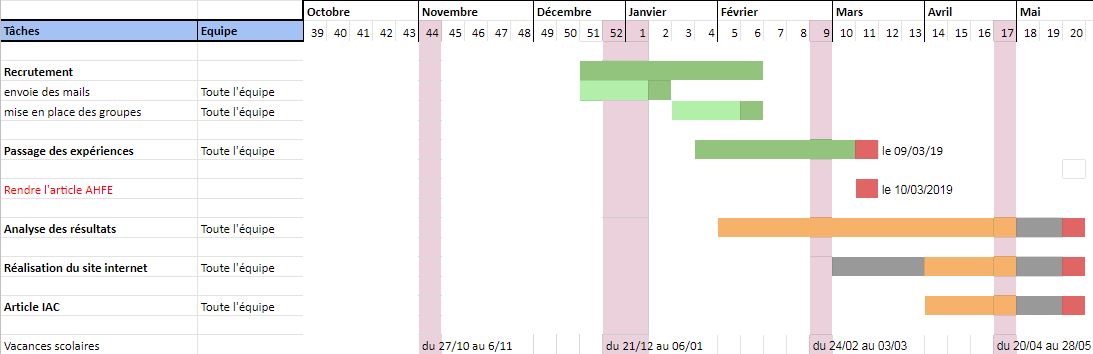 Octobre Novembre Décembre Janvier Février Mars Avril Mai
Tâches Equipe 39 40 41 42 43 44 45 46 47 48 49 50 51 52 1 2 3 4 5 6 7 8 9 10 11 12 13 14 15 16 17 18 19 20
Recrutement
envoie des mails Toute l'équipe
mise en place des groupes Toute l'équipe
Passage des expériences Toute l'équipe le 09/03/19
Rendre l'article AHFE le 10/03/2019
Analyse des résultats Toute l'équipe
Réalisation du site internet Toute l'équipe
Article IAC Toute l'équipe
Vacances scolaires du 27/10 au 6/11 du 21/12 au 06/01 du 24/02 au 03/03 du 20/04 au 28/05